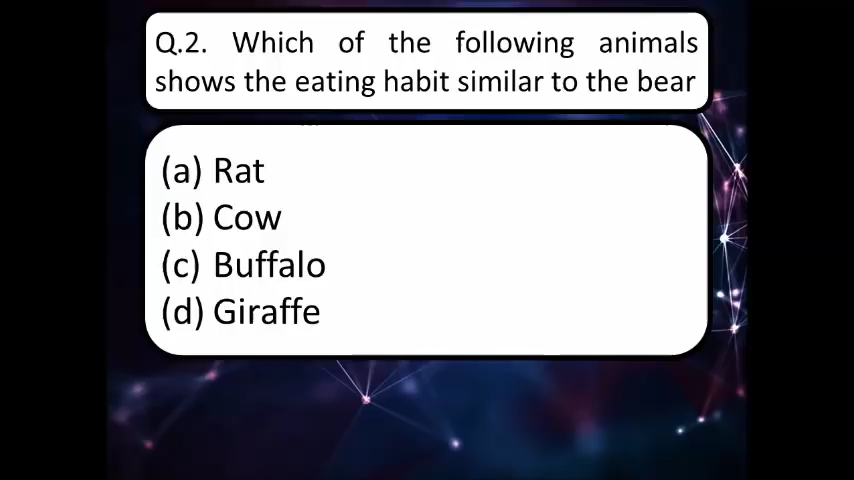 Q.2. Which of the following animals
shows the eating habit similar to the bear
(a) Rat
(b) Cow
(c) Buffalo
(d) Giraffe